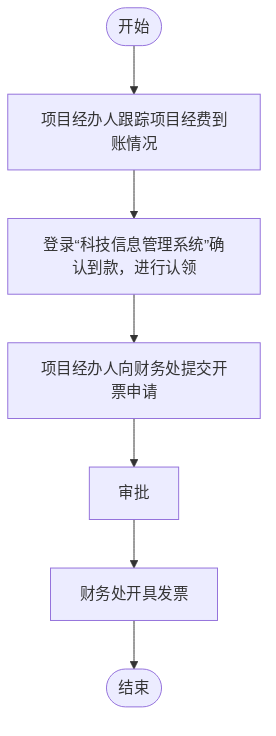 开始
项目经办人跟踪项目经费到
账情况
登录“科技信息管理系统”确
认到款，进行认领
项目经办人向财务处提交开
票申请
审批
财务处开具发票
结束